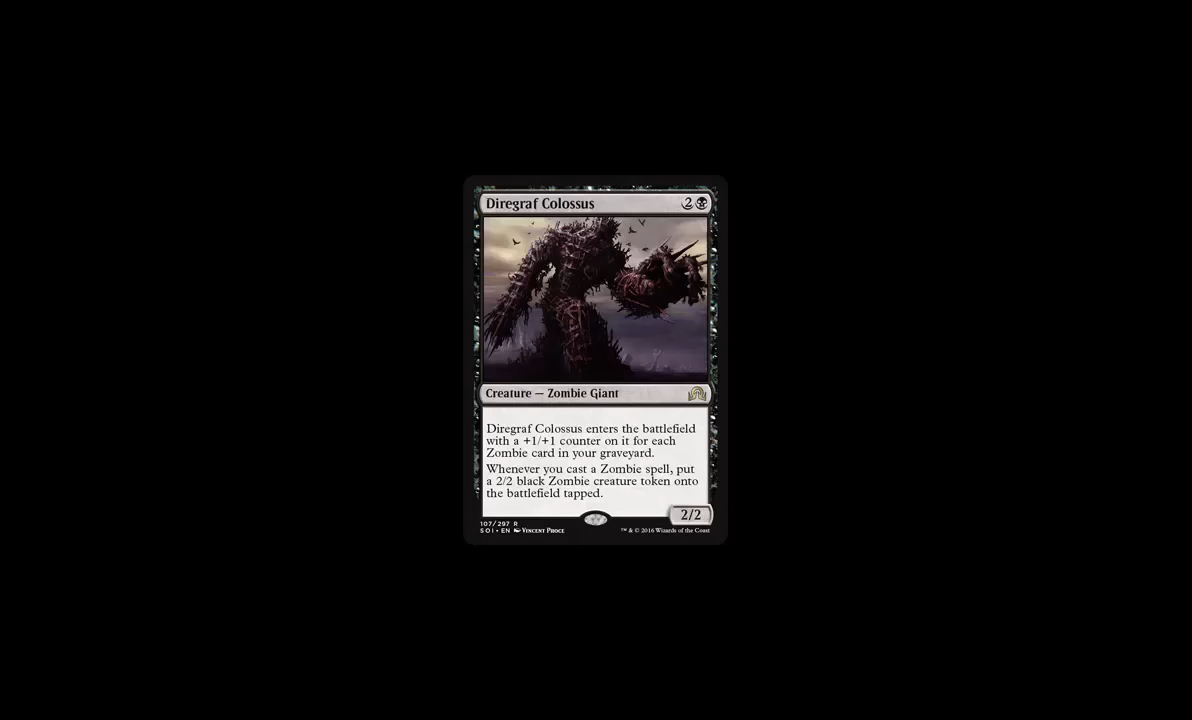 Diregraf Colossus 2
Creature — Zombie Giant
Diregraf Colossus enters the battlefield
with a +1/+1 counter on it for each
Zombie card in your graveyard.
Whenever you cast a Zombie spell, put
a 2/2 black Zombie creature token onto
the battlefield tapped.
2/2
107/297 R
SOI • EN Vincent Proce
™ & © 2016 Wizards of the Coast